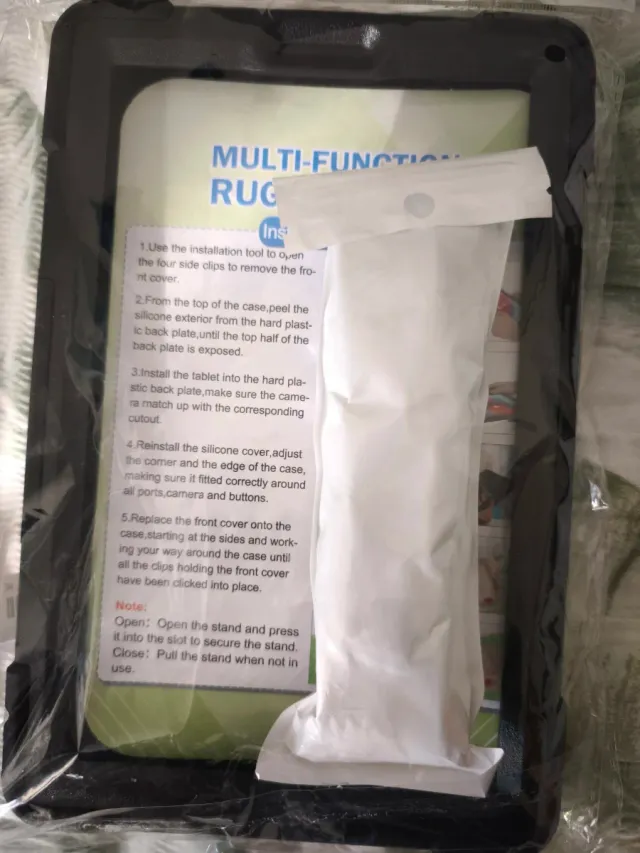 MULTI-FUNCTION
RUG
Ins
1.Use the installation tool to open
the four side clips to remove the fro-
nt cover.
2.From the top of the case,peel the
silicone exterior from the hard plast-
ic back plate,until the top half of the
back plate is exposed.
3.Install the tablet into the hard pla-
stic back plate,make sure the came-
ra match up with the corresponding
cutout.
4.Reinstall the silicone cover,adjust
the corner and the edge of the case,
making sure it fitted correctly around
all ports,camera and buttons.
5.Replace the front cover onto the
case,starting at the sides and work-
ing your way around the case until
all the clips holding the front cover
have been clicked into place.
Note:
Open: Open the stand and press
it into the slot to secure the stand.
Close: Pull the stand when not in
use.